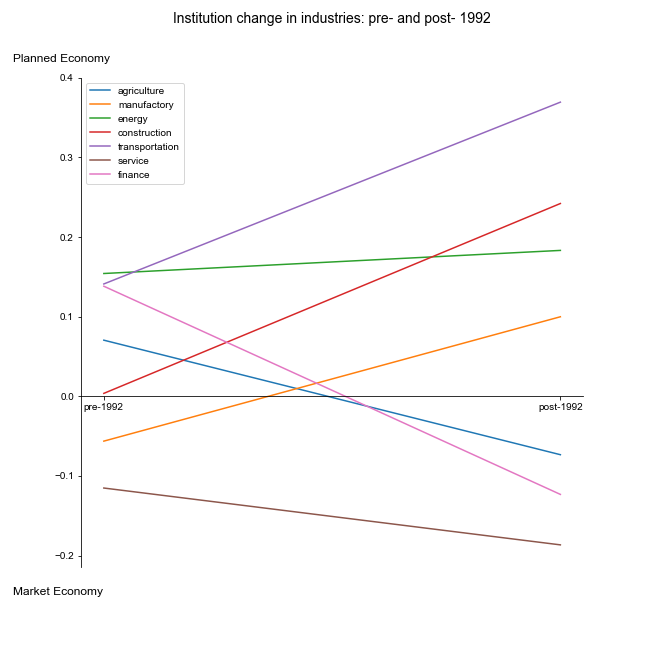 Institution change in industries: pre- and post- 1992
Planned Economy
0.4
agriculture
manufactory
energy
construction
transportation
service
finance
0.3
0.2
0.1
0.0
pre-1992
post-1992
−0.1
−0.2
Market Economy